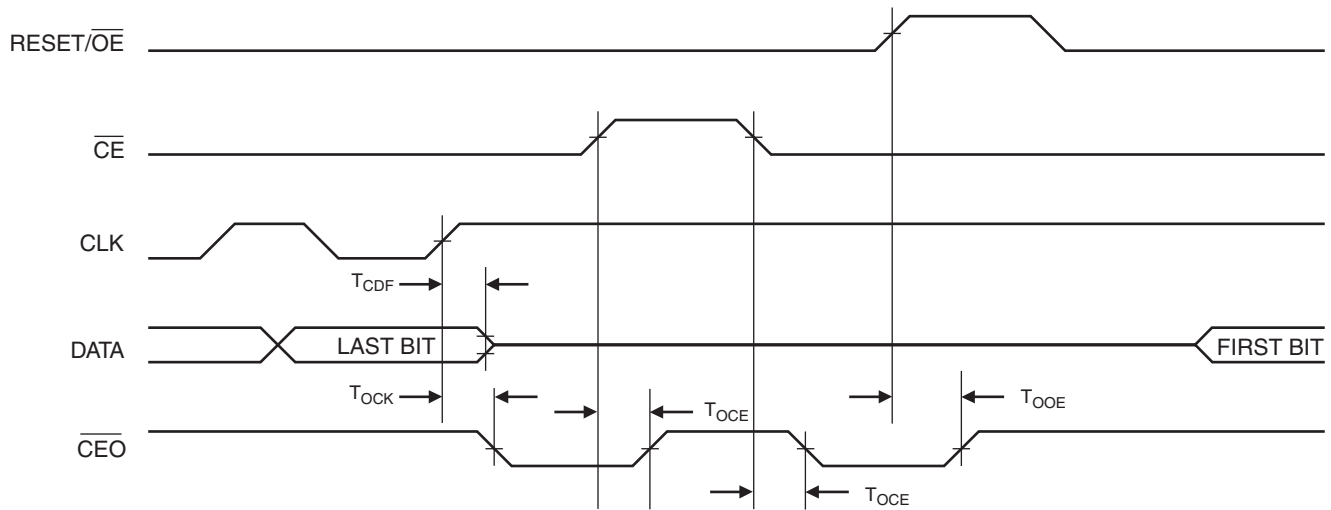 RESET/OE
CE
CLK
TCDF
DATA
LAST BIT
FIRST BIT
TOCK
TOCE
TOOE
CEO
TOCE